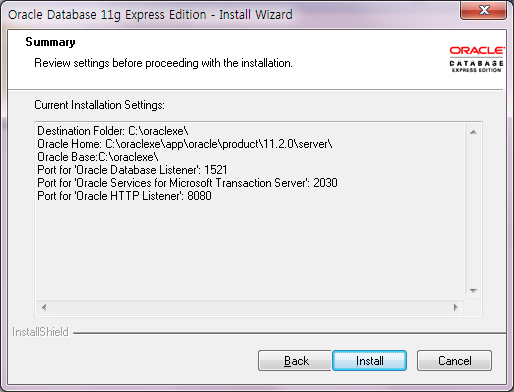 Oracle Database 11g Express Edition - Install Wizard
Summary
Review settings before proceeding with the installation.
ORACLE
DATABASE
EXPRESS EDITION
Current Installation Settings:
Destination Folder: C:\oraclexe\
Oracle Home: C:\oraclexe\app\oracle\product\11.2.0\server\
Oracle Base:C:\oraclexe\
Port for 'Oracle Database Listener': 1521
Port for 'Oracle Services for Microsoft Transaction Server': 2030
Port for 'Oracle HTTP Listener': 8080
InstallShield
Back
Install
Cancel